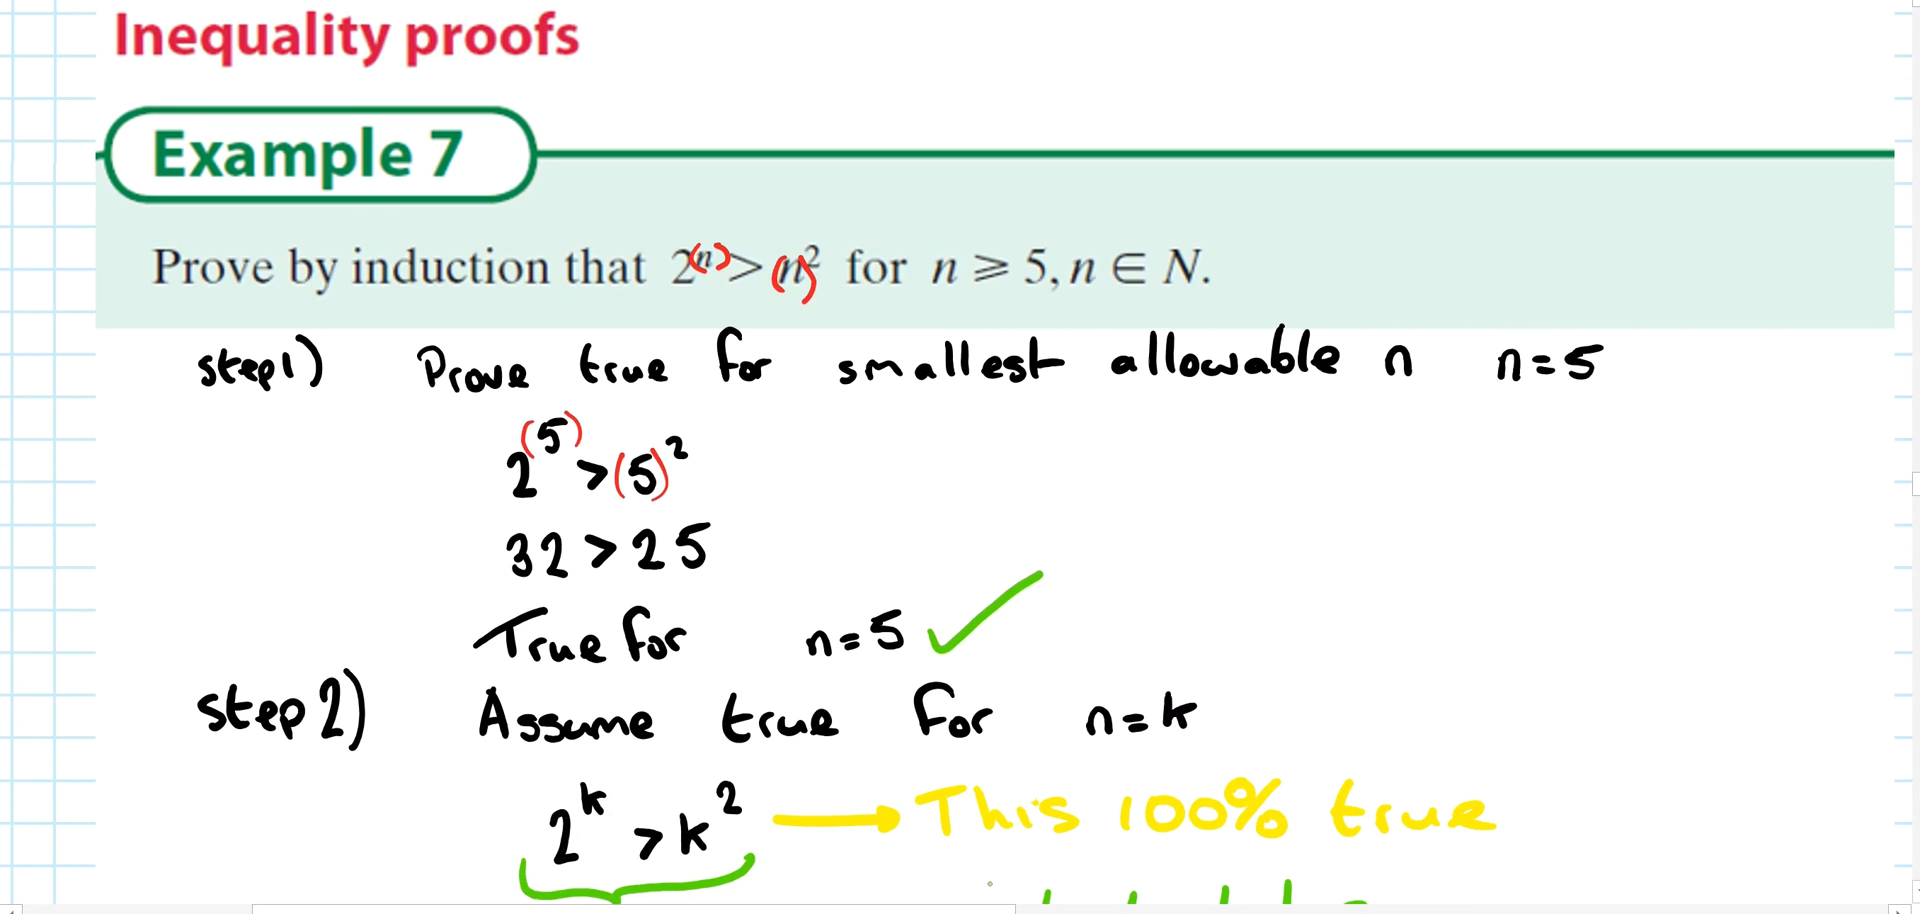 Inequality proofs
Example 7
Prove by induction that 2^(n) > (n)² for n ⩾ 5, n ∈ N.
step1) Prove true for smallest allowable n n=5
2^(5) > (5)²
32 > 25
True for n=5 ✓
step 2) Assume true for n=k
2^k > k² → This 100% true